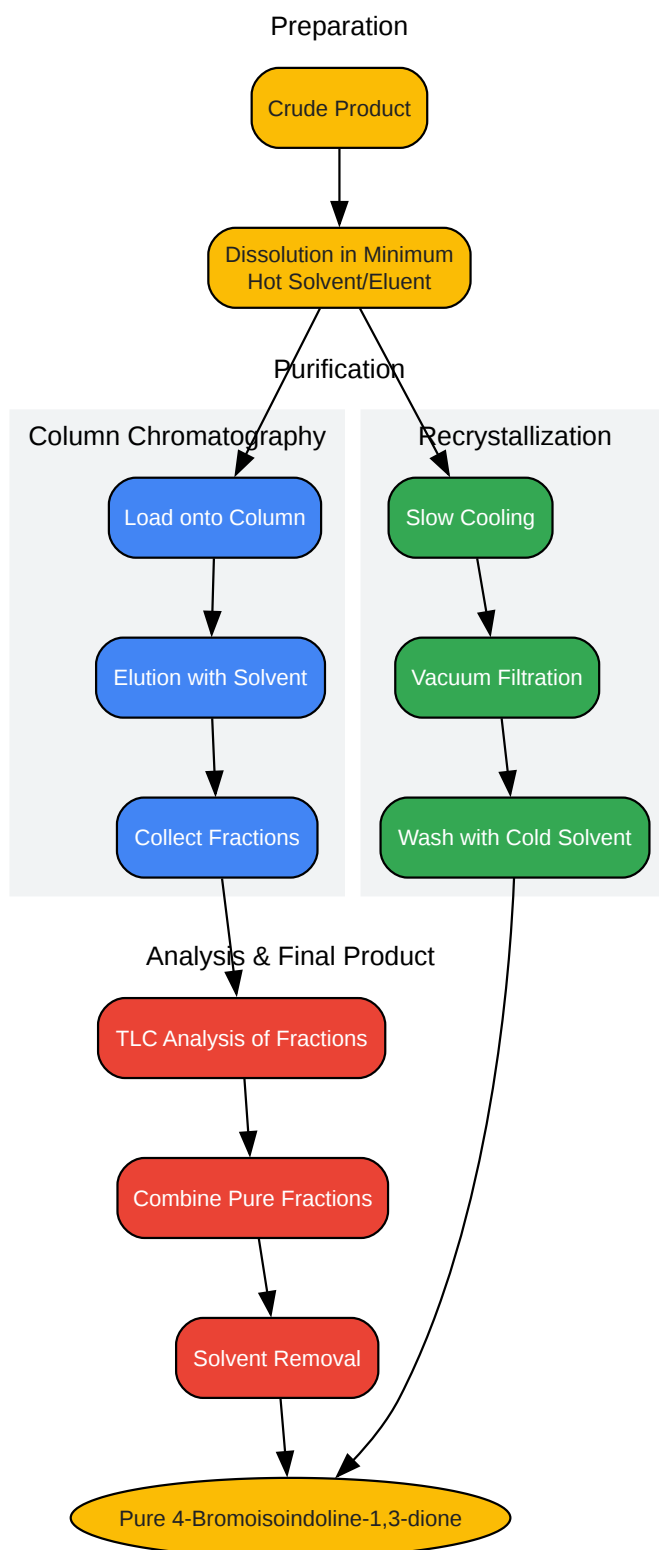 Preparation
Crude Product
Dissolution in Minimum
Hot Solvent/Eluent
Purification
Column Chromatography
Load onto Column
Elution with Solvent
Collect Fractions
Recrystallization
Slow Cooling
Vacuum Filtration
Wash with Cold Solvent
Analysis & Final Product
TLC Analysis of Fractions
Combine Pure Fractions
Solvent Removal
Pure 4-Bromoisoindoline-1,3-dione